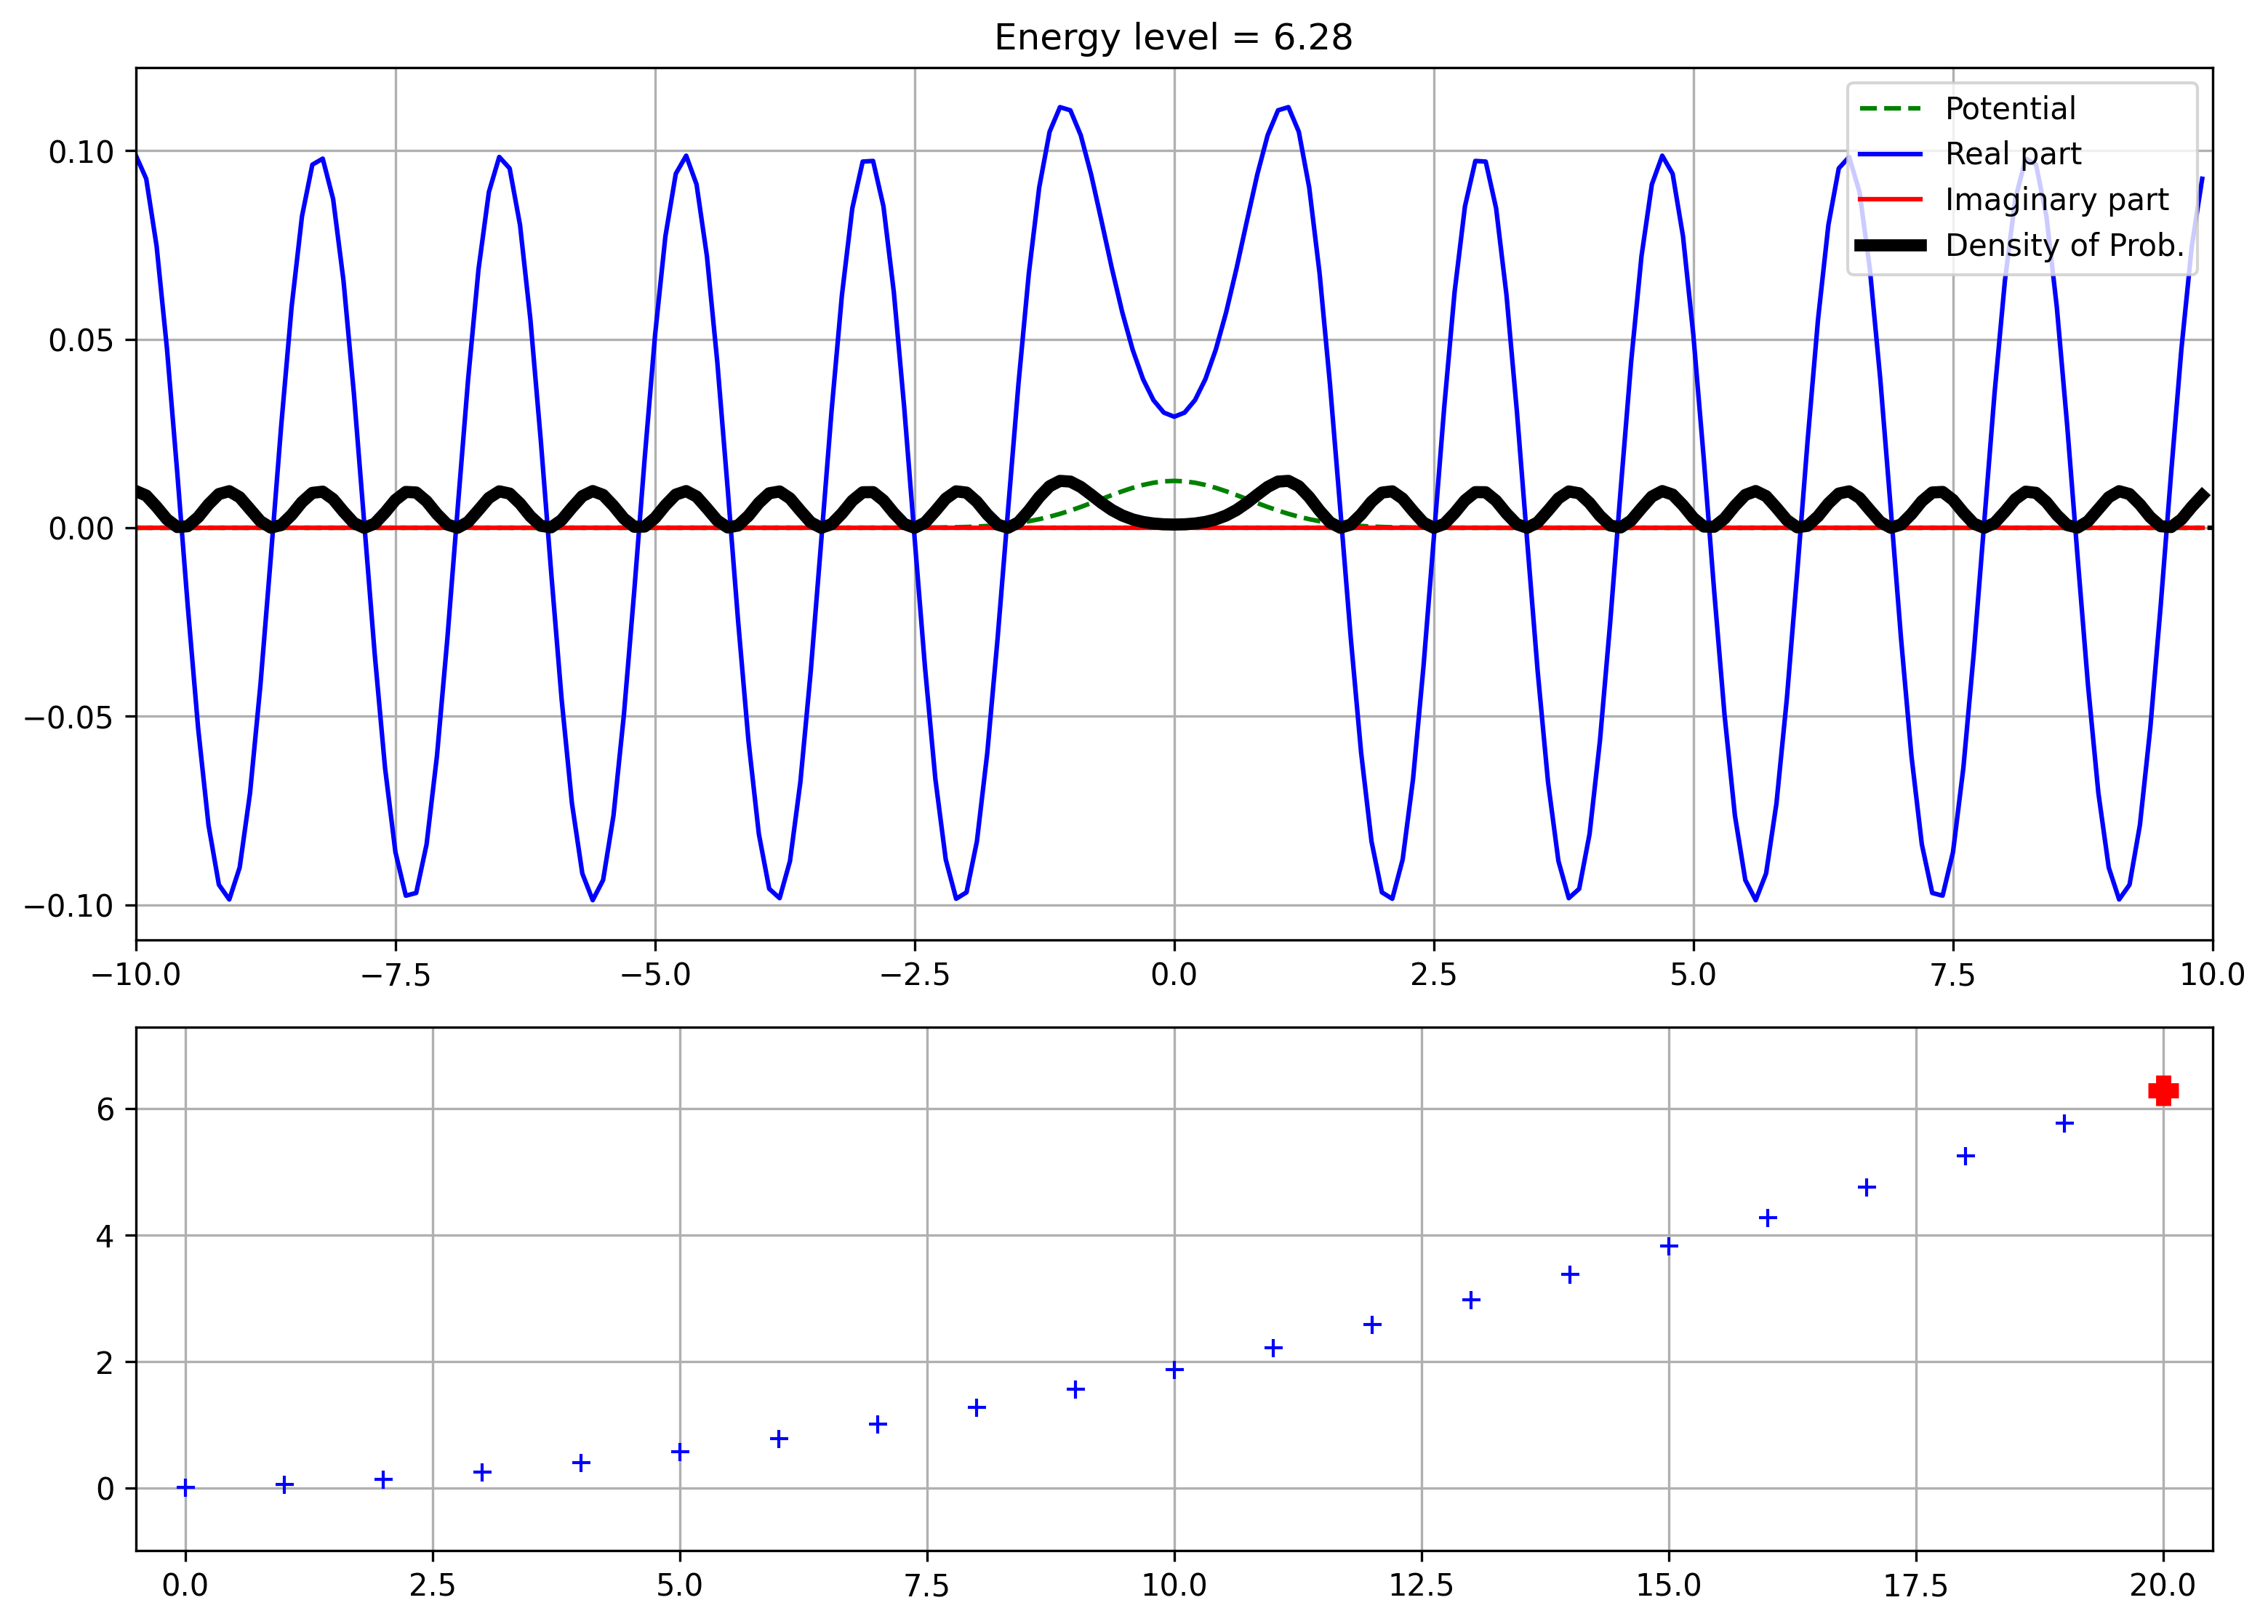 Energy level = 6.28
Potential
Real part
Imaginary part
Density of Prob.
0.10
0.05
0.00
−0.05
−0.10
−10.0 −7.5 −5.0 −2.5 0.0 2.5 5.0 7.5 10.0
6
4
2
0
0.0 2.5 5.0 7.5 10.0 12.5 15.0 17.5 20.0